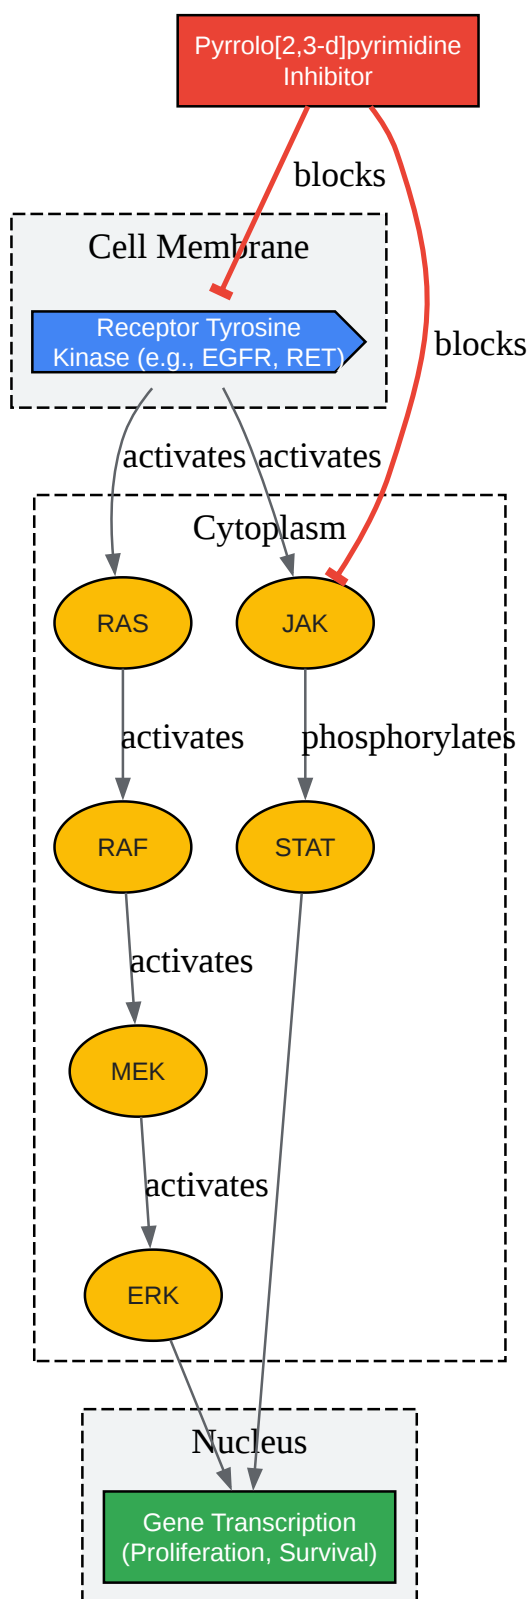 Pyrrolo[2,3-d]pyrimidine
Inhibitor
blocks
Cell Membrane
Receptor Tyrosine
Kinase (e.g., EGFR, RET)
blocks
activates
activates
Cytoplasm
RAS
JAK
activates
phosphorylates
RAF
STAT
activates
MEK
activates
ERK
Nucleus
Gene Transcription
(Proliferation, Survival)